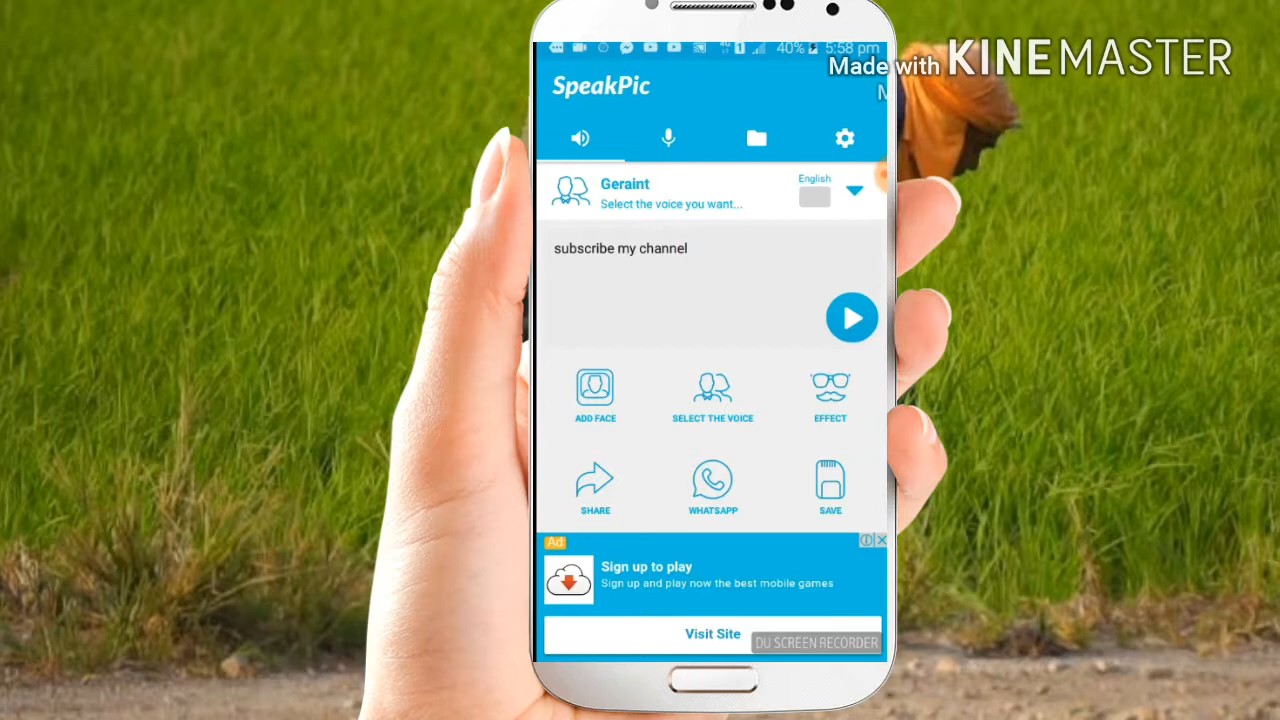 40% 5:58 pm
Made with KINEMASTER
SpeakPic
Geraint
Select the voice you want...
English
subscribe my channel
ADD FACE
SELECT THE VOICE
EFFECT
SHARE
WHATSAPP
SAVE
Ad
Sign up to play
Sign up and play now the best mobile games
Visit Site
DU SCREEN RECORDER